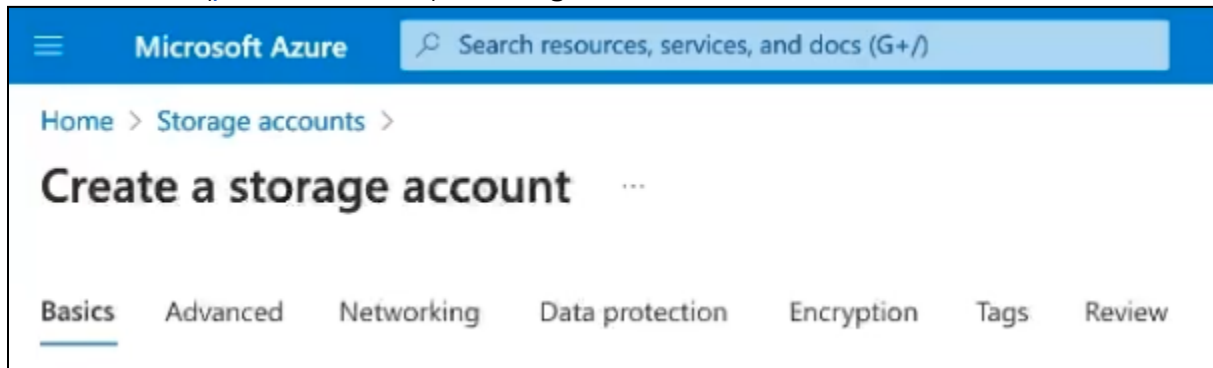 Microsoft Azure Search resources, services, and docs (G+/)
Home > Storage accounts >
Create a storage account ...
Basics Advanced Networking Data protection Encryption Tags Review